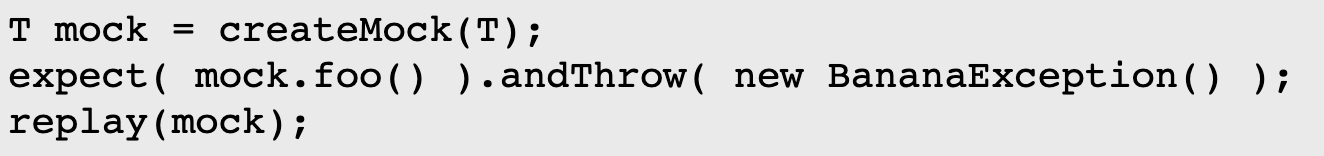 T mock = createMock(T);
expect( mock.foo() ).andThrow( new BananaException() );
replay(mock);